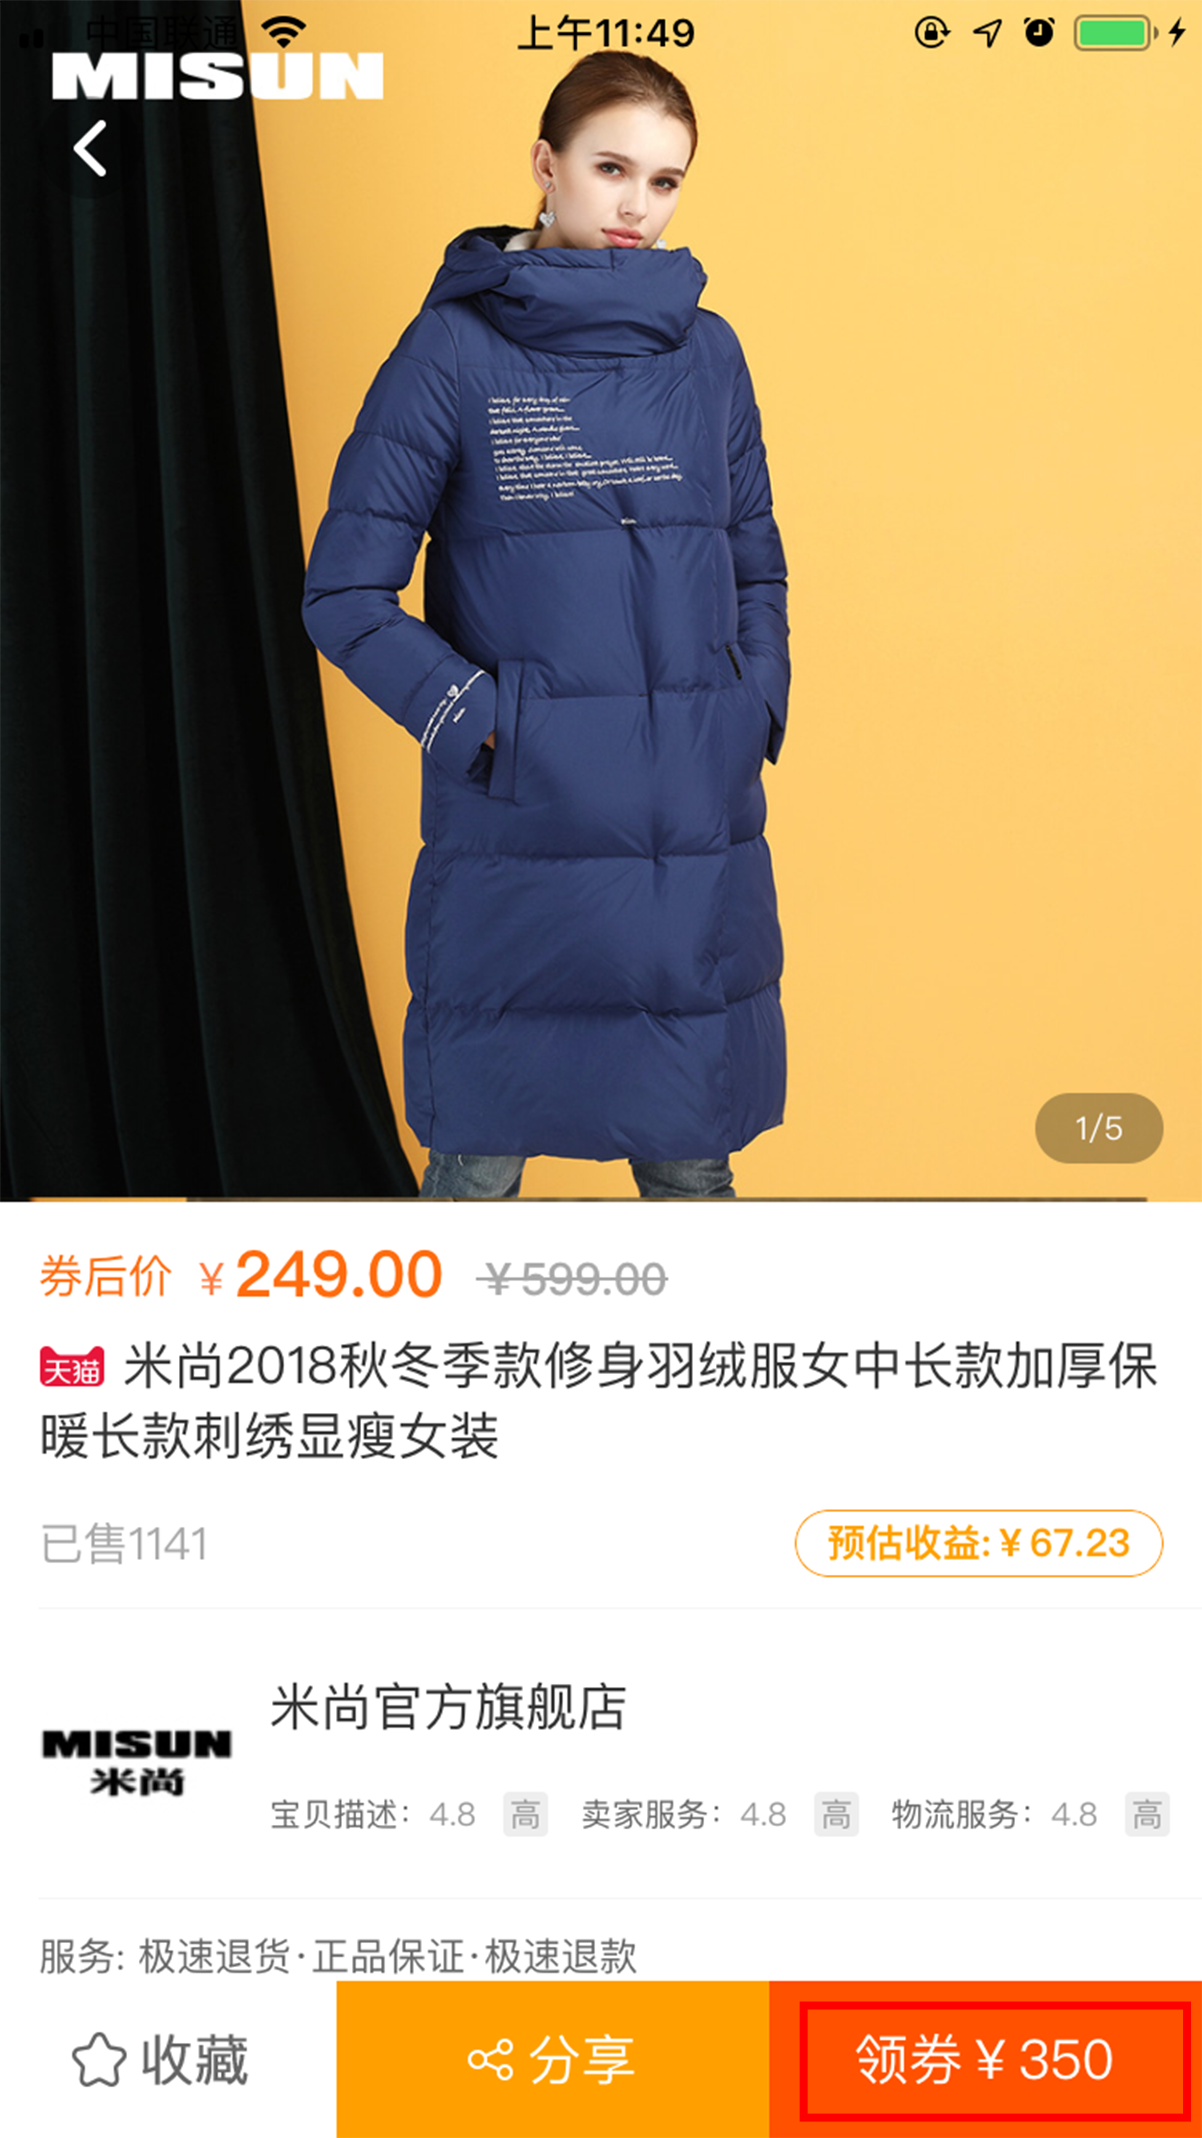 中国联通
上午11:49
MISUN
1/5
券后价 ¥249.00 ¥599.00
天猫 米尚2018秋冬季款修身羽绒服女中长款加厚保
暖长款刺绣显瘦女装
已售1141
预估收益:¥67.23
米尚官方旗舰店
MISUN
米尚
宝贝描述：4.8 高 卖家服务：4.8 高 物流服务：4.8 高
服务: 极速退货·正品保证·极速退款
收藏
分享
领券¥350